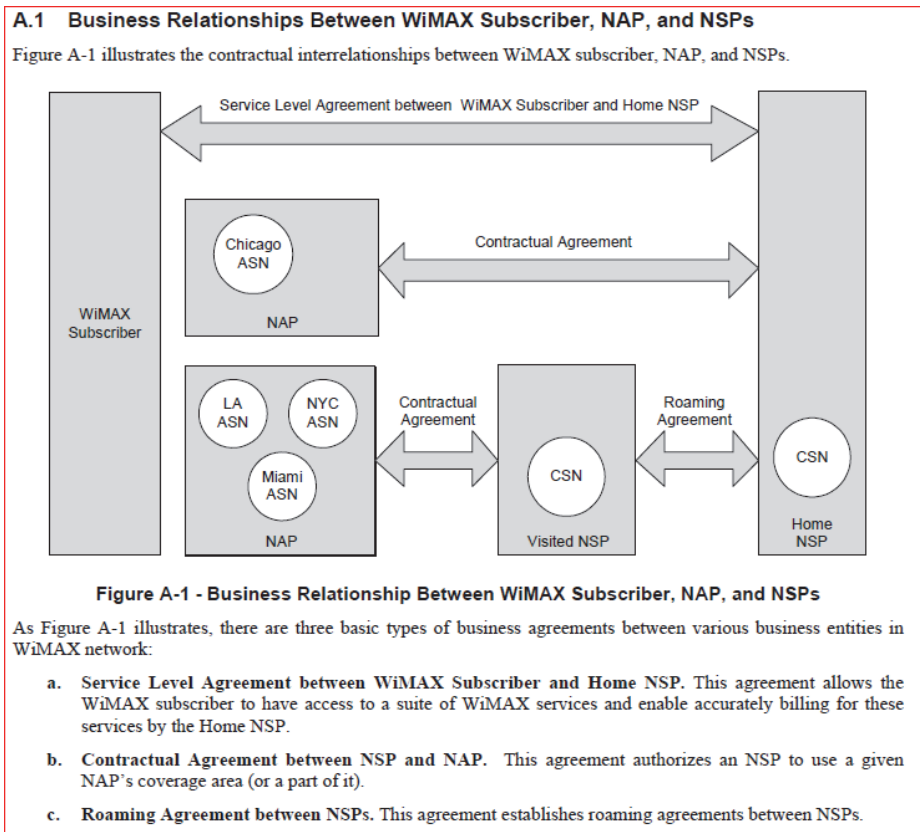 A.1 Business Relationships Between WiMAX Subscriber, NAP, and NSPs
Figure A-1 illustrates the contractual interrelationships between WiMAX subscriber, NAP, and NSPs.
Service Level Agreement between WiMAX Subscriber and Home NSP
Chicago
ASN
NAP
Contractual Agreement
WiMAX
Subscriber
LA
ASN
NYC
ASN
Miami
ASN
NAP
Contractual
Agreement
CSN
Visited NSP
Roaming
Agreement
CSN
Home
NSP
Figure A-1 - Business Relationship Between WiMAX Subscriber, NAP, and NSPs
As Figure A-1 illustrates, there are three basic types of business agreements between various business entities in
WiMAX network:
a. Service Level Agreement between WiMAX Subscriber and Home NSP. This agreement allows the
WiMAX subscriber to have access to a suite of WiMAX services and enable accurately billing for these
services by the Home NSP.
b. Contractual Agreement between NSP and NAP. This agreement authorizes an NSP to use a given
NAP's coverage area (or a part of it).
c. Roaming Agreement between NSPs. This agreement establishes roaming agreements between NSPs.